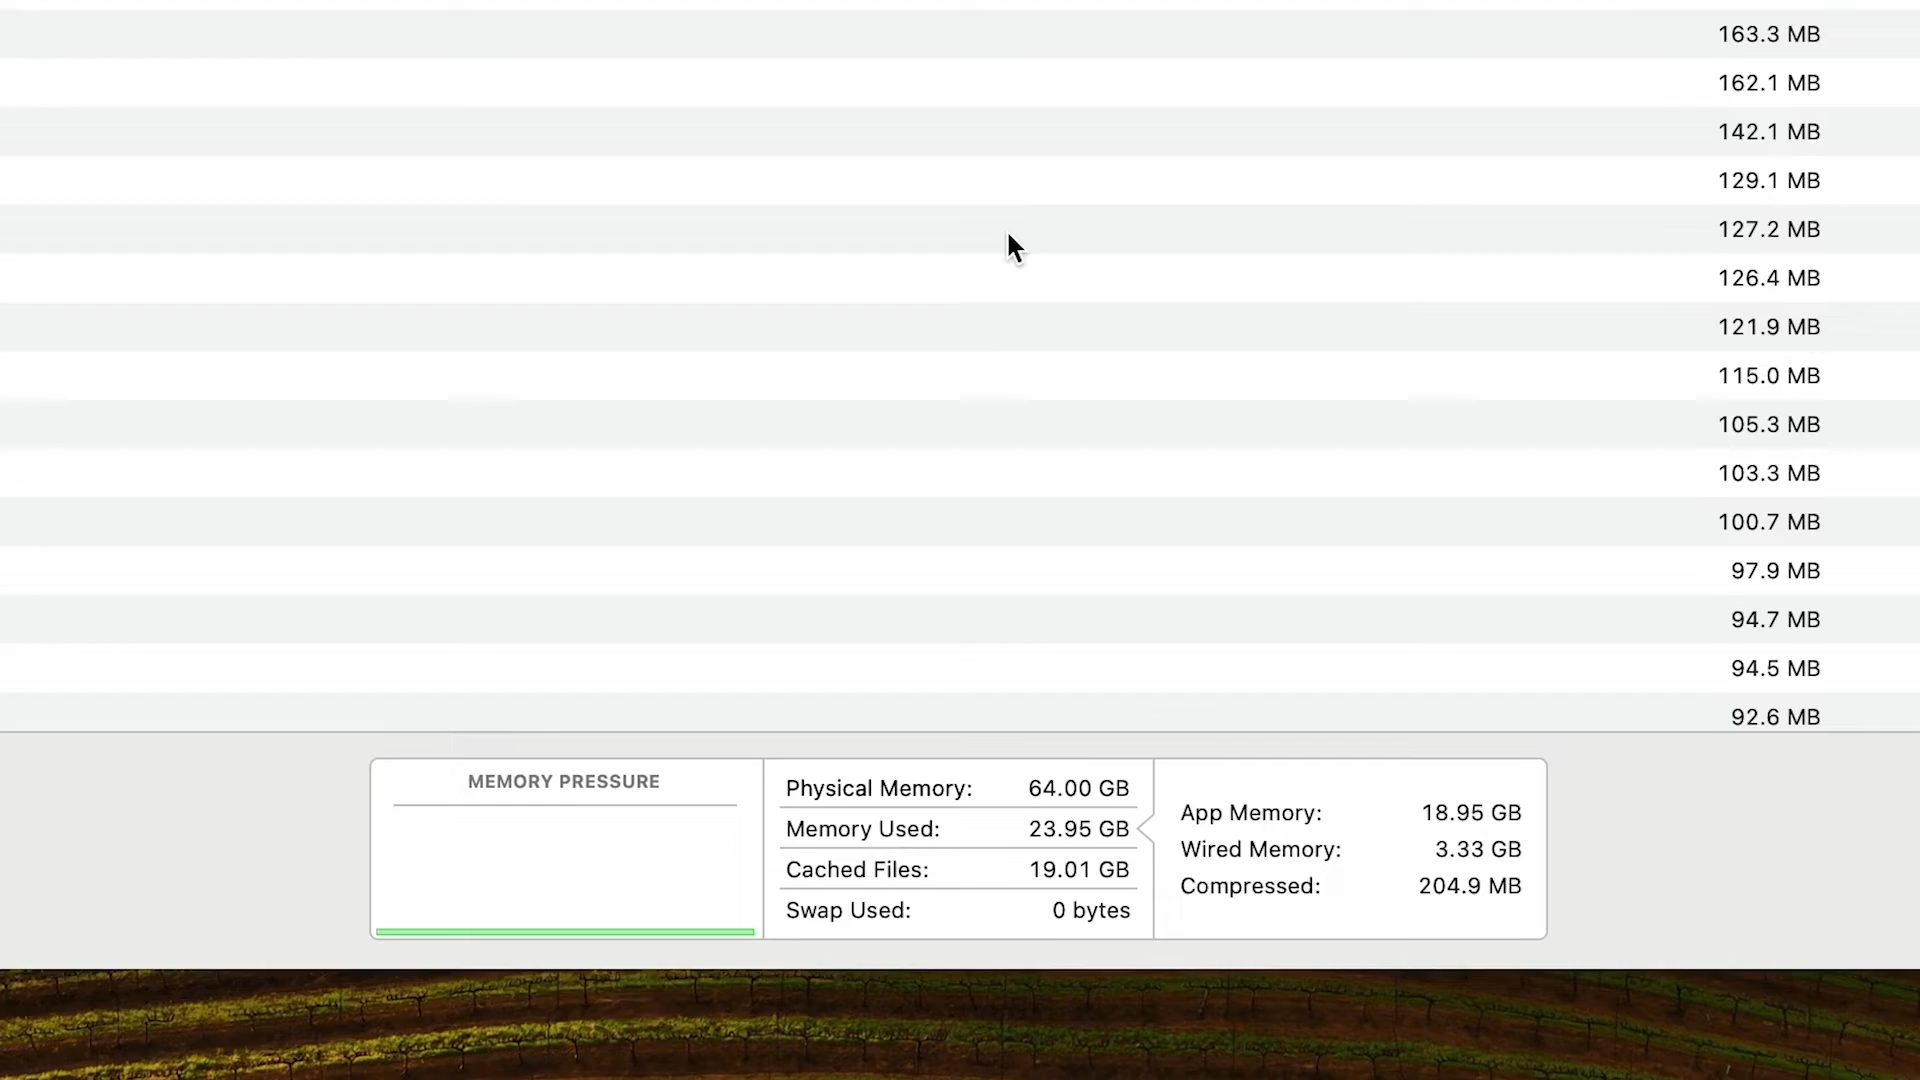 163.3 MB
162.1 MB
142.1 MB
129.1 MB
127.2 MB
126.4 MB
121.9 MB
115.0 MB
105.3 MB
103.3 MB
100.7 MB
97.9 MB
94.7 MB
94.5 MB
92.6 MB
MEMORY PRESSURE
Physical Memory: 64.00 GB
Memory Used: 23.95 GB
Cached Files: 19.01 GB
Swap Used: 0 bytes
App Memory: 18.95 GB
Wired Memory: 3.33 GB
Compressed: 204.9 MB